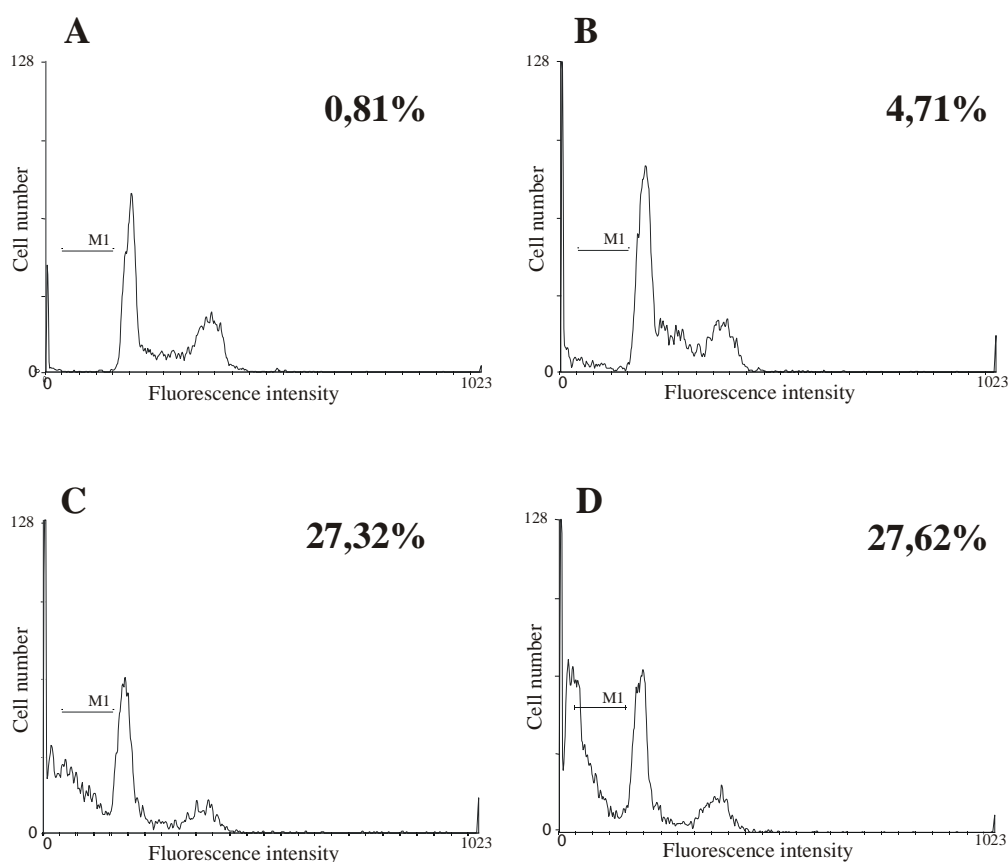 A
128
0,81%
Cell number
M1
0
0
1023
Fluorescence intensity
B
128
4,71%
Cell number
M1
0
0
1023
Fluorescence intensity
C
128
27,32%
Cell number
M1
0
0
1023
Fluorescence intensity
D
128
27,62%
Cell number
M1
0
0
1023
Fluorescence intensity